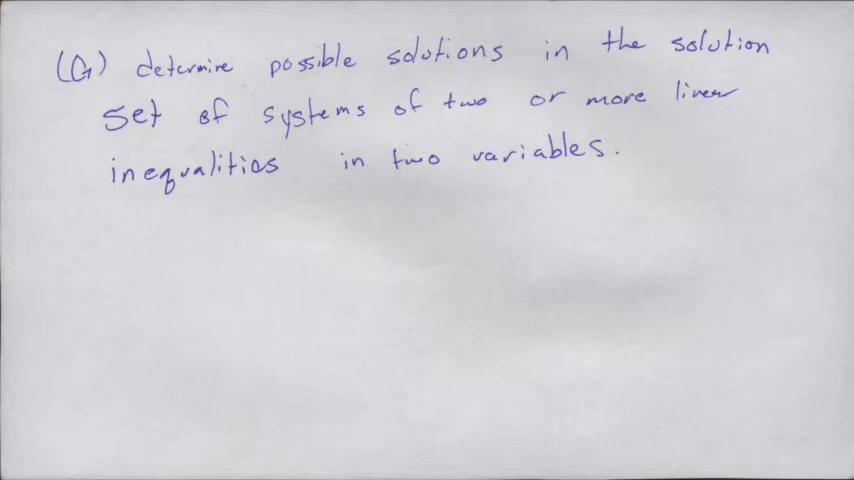 (G) determine possible solutions in the solution
set of systems of two or more linear
inequalities in two variables.